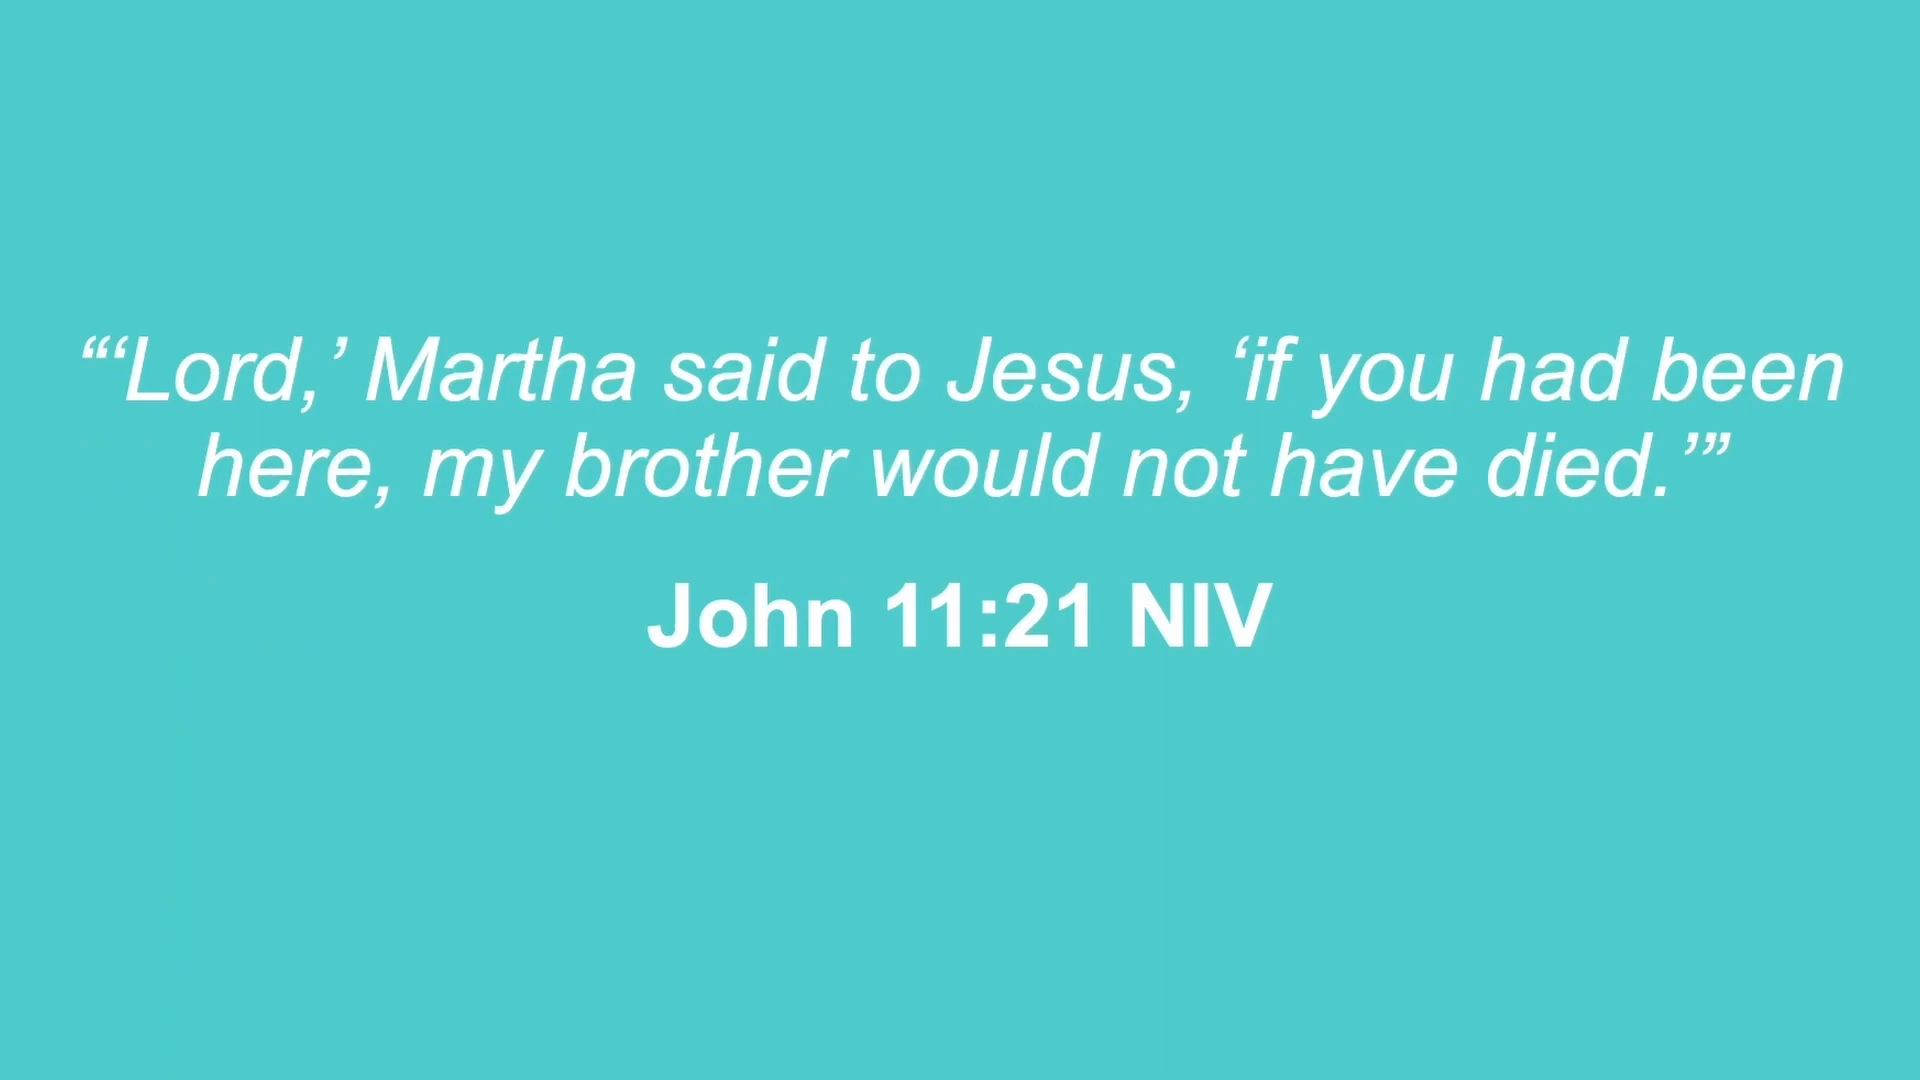 “‘Lord,’ Martha said to Jesus, ‘if you had been
here, my brother would not have died.’”
John 11:21 NIV